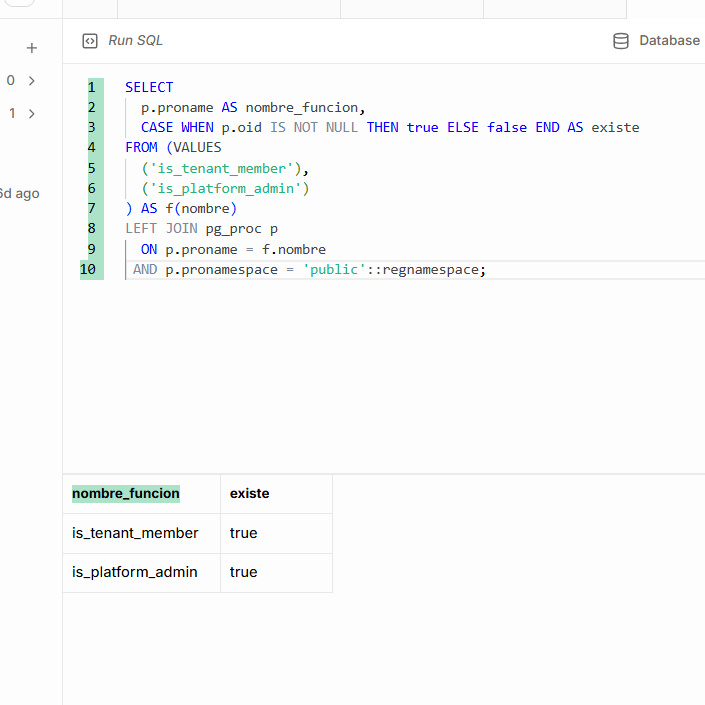 Run SQL
Database
0
1
6d ago
1 SELECT
2 p.proname AS nombre_funcion,
3 CASE WHEN p.oid IS NOT NULL THEN true ELSE false END AS existe
4 FROM (VALUES
5 ('is_tenant_member'),
6 ('is_platform_admin')
7 ) AS f(nombre)
8 LEFT JOIN pg_proc p
9 ON p.proname = f.nombre
10 AND p.pronamespace = 'public'::regnamespace;
nombre_funcion existe
is_tenant_member true
is_platform_admin true